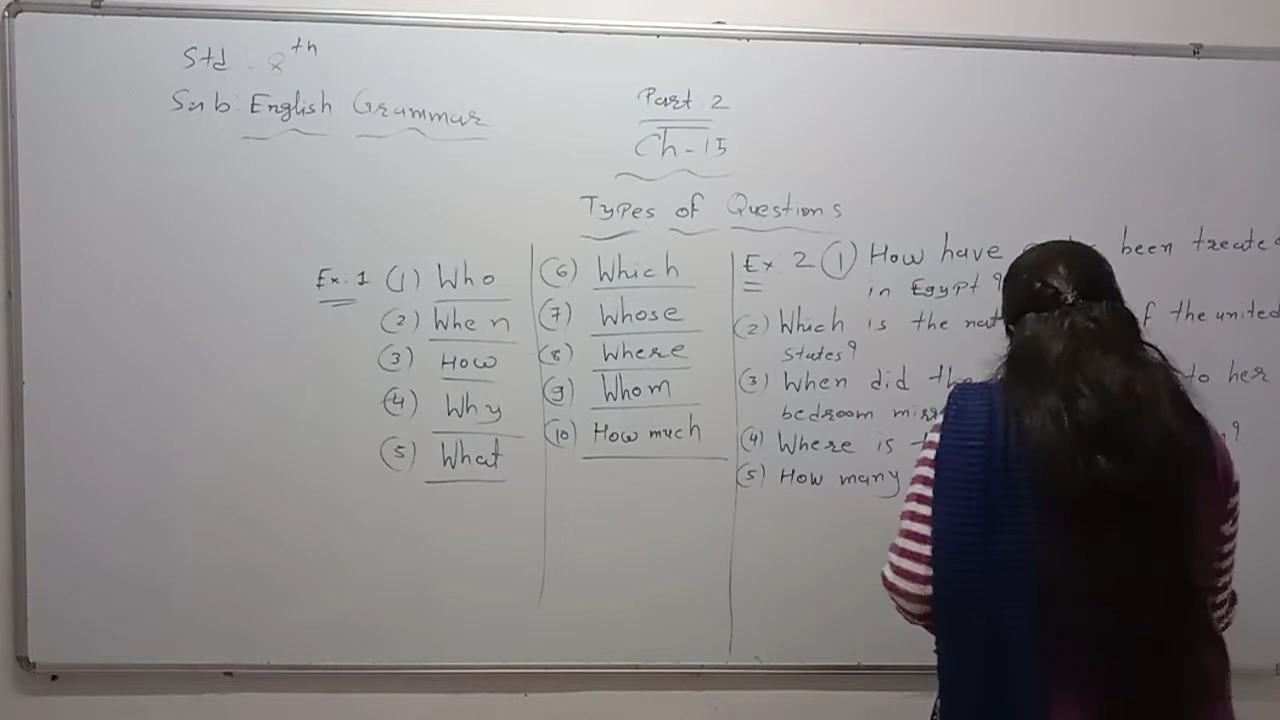 Std : 8th
Sub: English Grammar
Part 2
Ch-15
Types of Questions
Ex. 1 (1) Who
(2) When
(3) How
(4) Why
(5) What
(6) Which
(7) Whose
(8) Where
(9) Whom
(10) How much
Ex. 2 (1) How have been
in Egypt ?
(2) Which is the of the united
States?
(3) When did to her
bedroom
(4) Where is ?
(5) How many